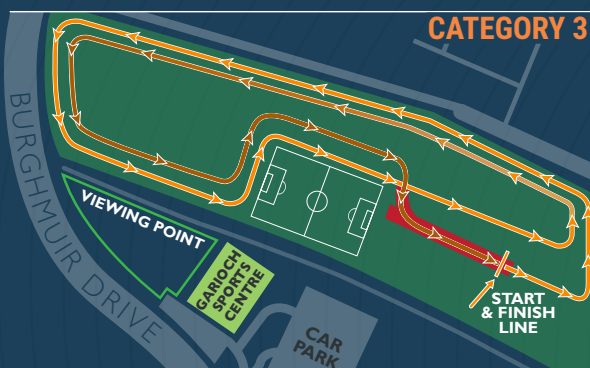 CATEGORY 3
BURGHMUIR DRIVE
VIEWING POINT
GARIOCH
SPORTS
CENTRE
CAR
PARK
START
& FINISH
LINE